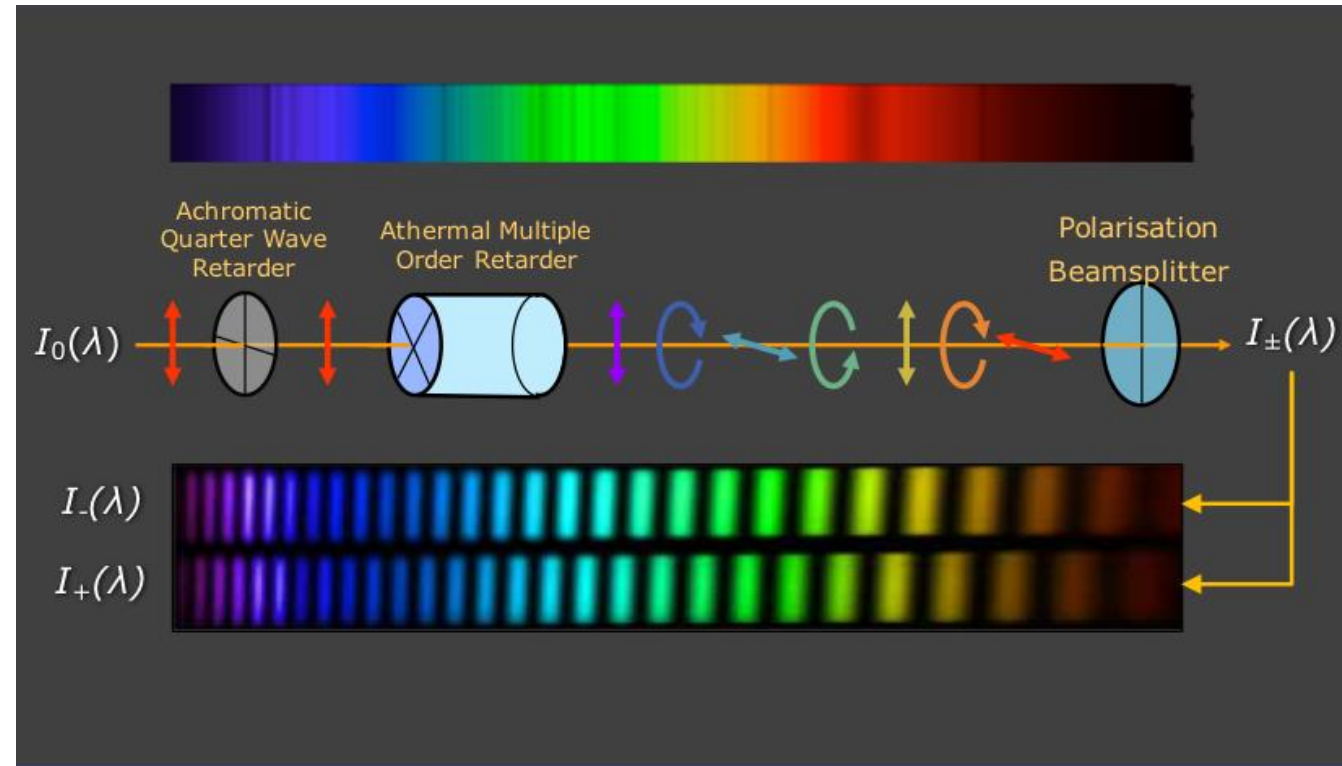 Achromatic
Quarter Wave
Retarder
Athermal Multiple
Order Retarder
Polarisation
Beamsplitter
I₀(λ)
I±(λ)
I₋(λ)
I₊(λ)